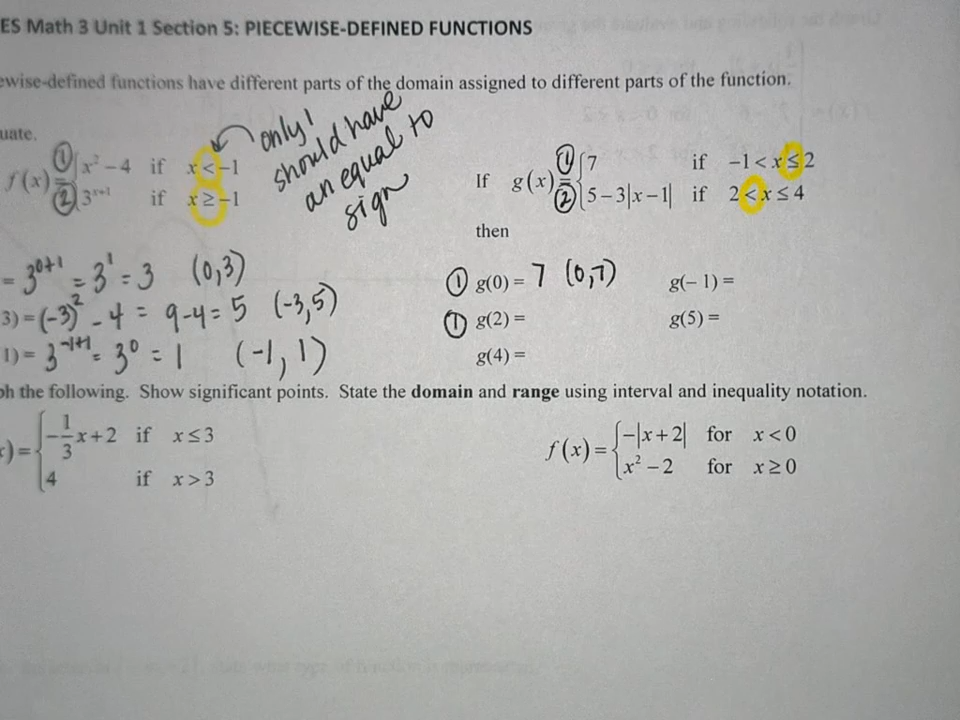 ES Math 3 Unit 1 Section 5: PIECEWISE-DEFINED FUNCTIONS
ewise-defined functions have different parts of the domain assigned to different parts of the function.
uate.
only 1
should have
an equal to
sign
f(x) =
① x² − 4 if x < −1
② 3ˣ⁺¹ if x ≥ −1
If g(x) =
① 7 if −1 < x ≤ 2
② 5 − 3|x − 1| if 2 < x ≤ 4
then
= 3⁰⁺¹ = 3¹ = 3 (0,3)
3) = (-3)² - 4 = 9-4 = 5 (-3,5)
1) = 3⁻¹⁺¹ = 3⁰ = 1 (-1, 1)
① g(0) = 7 (0,7)
g(− 1) =
① g(2) =
g(5) =
g(4) =
ph the following. Show significant points. State the domain and range using interval and inequality notation.
x) =
−1/3 x + 2 if x ≤ 3
4 if x > 3
f(x) =
−|x + 2| for x < 0
x² − 2 for x ≥ 0